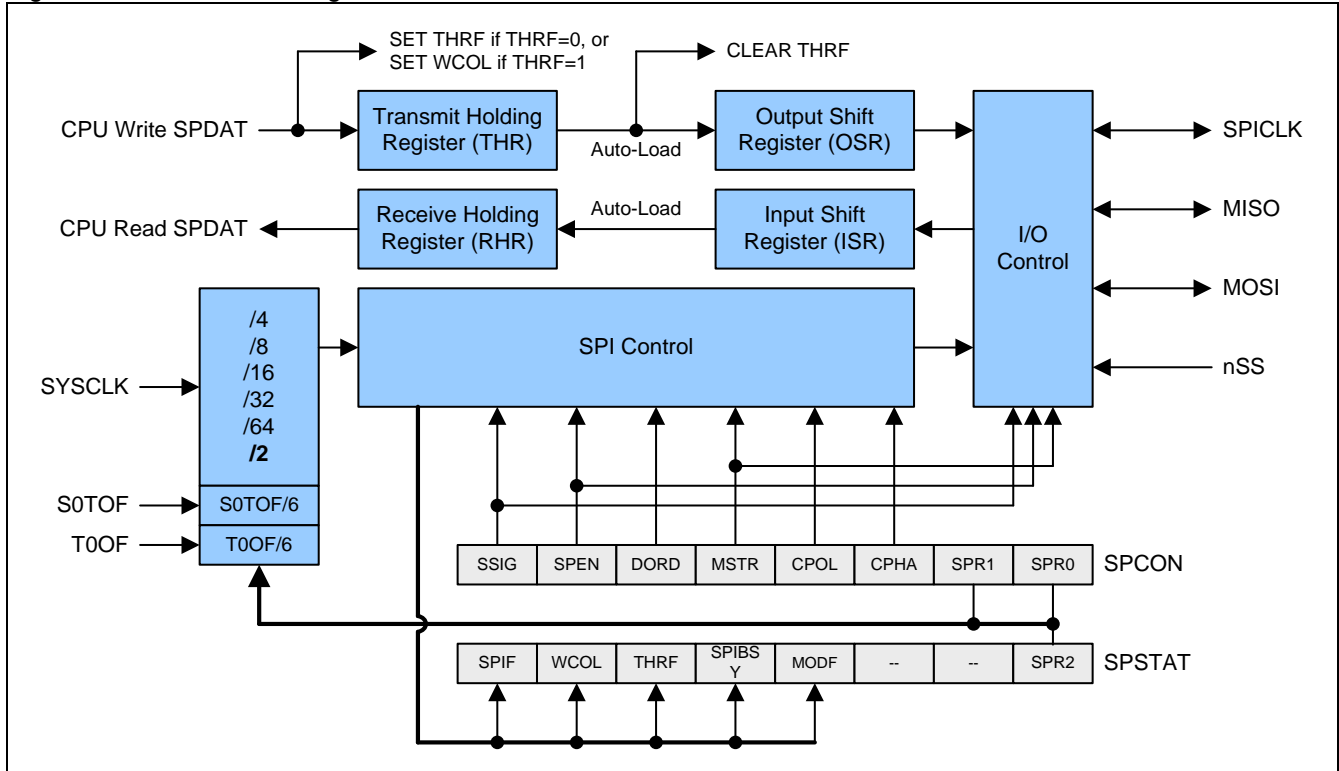 SET THRF if THRF=0, or
SET WCOL if THRF=1
CLEAR THRF
CPU Write SPDAT
Transmit Holding
Register (THR)
Auto-Load
Output Shift
Register (OSR)
SPICLK
CPU Read SPDAT
Receive Holding
Register (RHR)
Auto-Load
Input Shift
Register (ISR)
I/O
Control
MISO
MOSI
nSS
SYSCLK
/4
/8
/16
/32
/64
/2
SPI Control
S0TOF
S0TOF/6
T0OF
T0OF/6
SSIG SPEN DORD MSTR CPOL CPHA SPR1 SPR0 SPCON
SPIF WCOL THRF SPIBS
Y MODF -- -- SPR2 SPSTAT